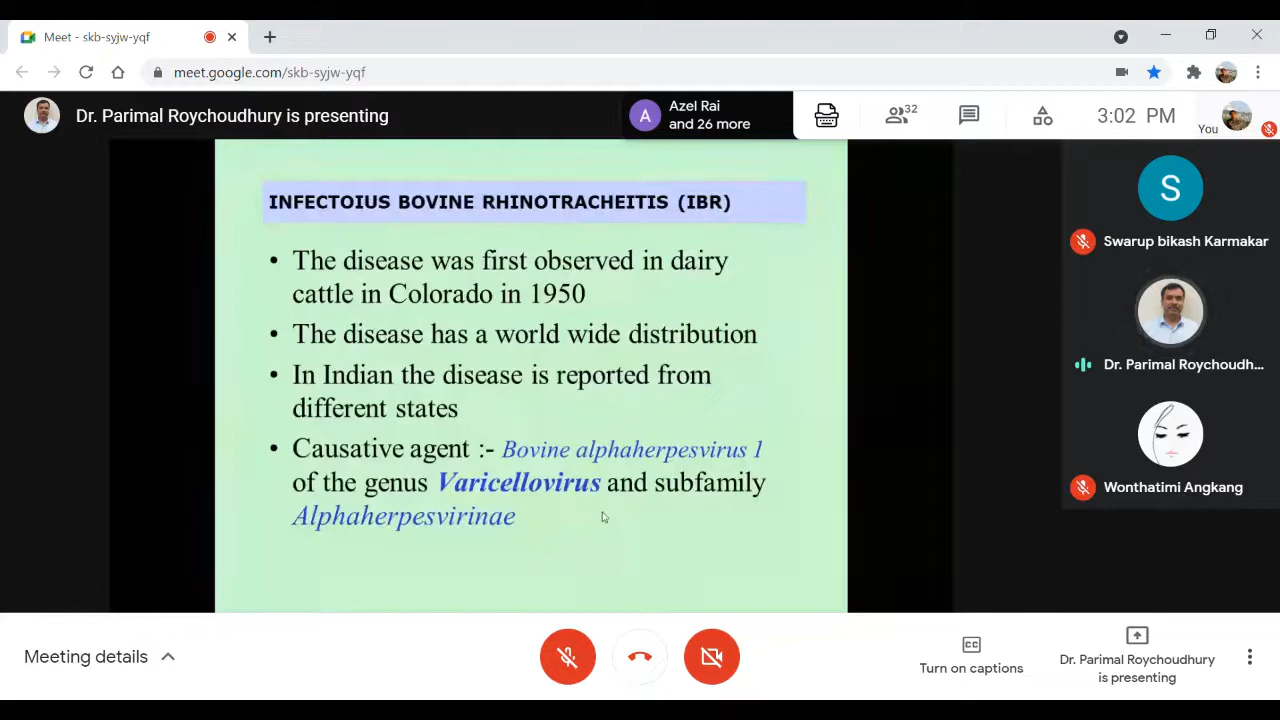 Meet - skb-syjw-yqf
meet.google.com/skb-syjw-yqf
Dr. Parimal Roychoudhury is presenting
A
Azel Rai
and 26 more
32
3:02 PM
You
INFECTOIUS BOVINE RHINOTRACHEITIS (IBR)
• The disease was first observed in dairy
cattle in Colorado in 1950
• The disease has a world wide distribution
• In Indian the disease is reported from
different states
• Causative agent :- Bovine alphaherpesvirus 1
of the genus Varicellovirus and subfamily
Alphaherpesvirinae
S
Swarup bikash Karmakar
Dr. Parimal Roychoudh...
Wonthatimi Angkang
Meeting details
CC
Turn on captions
Dr. Parimal Roychoudhury
is presenting